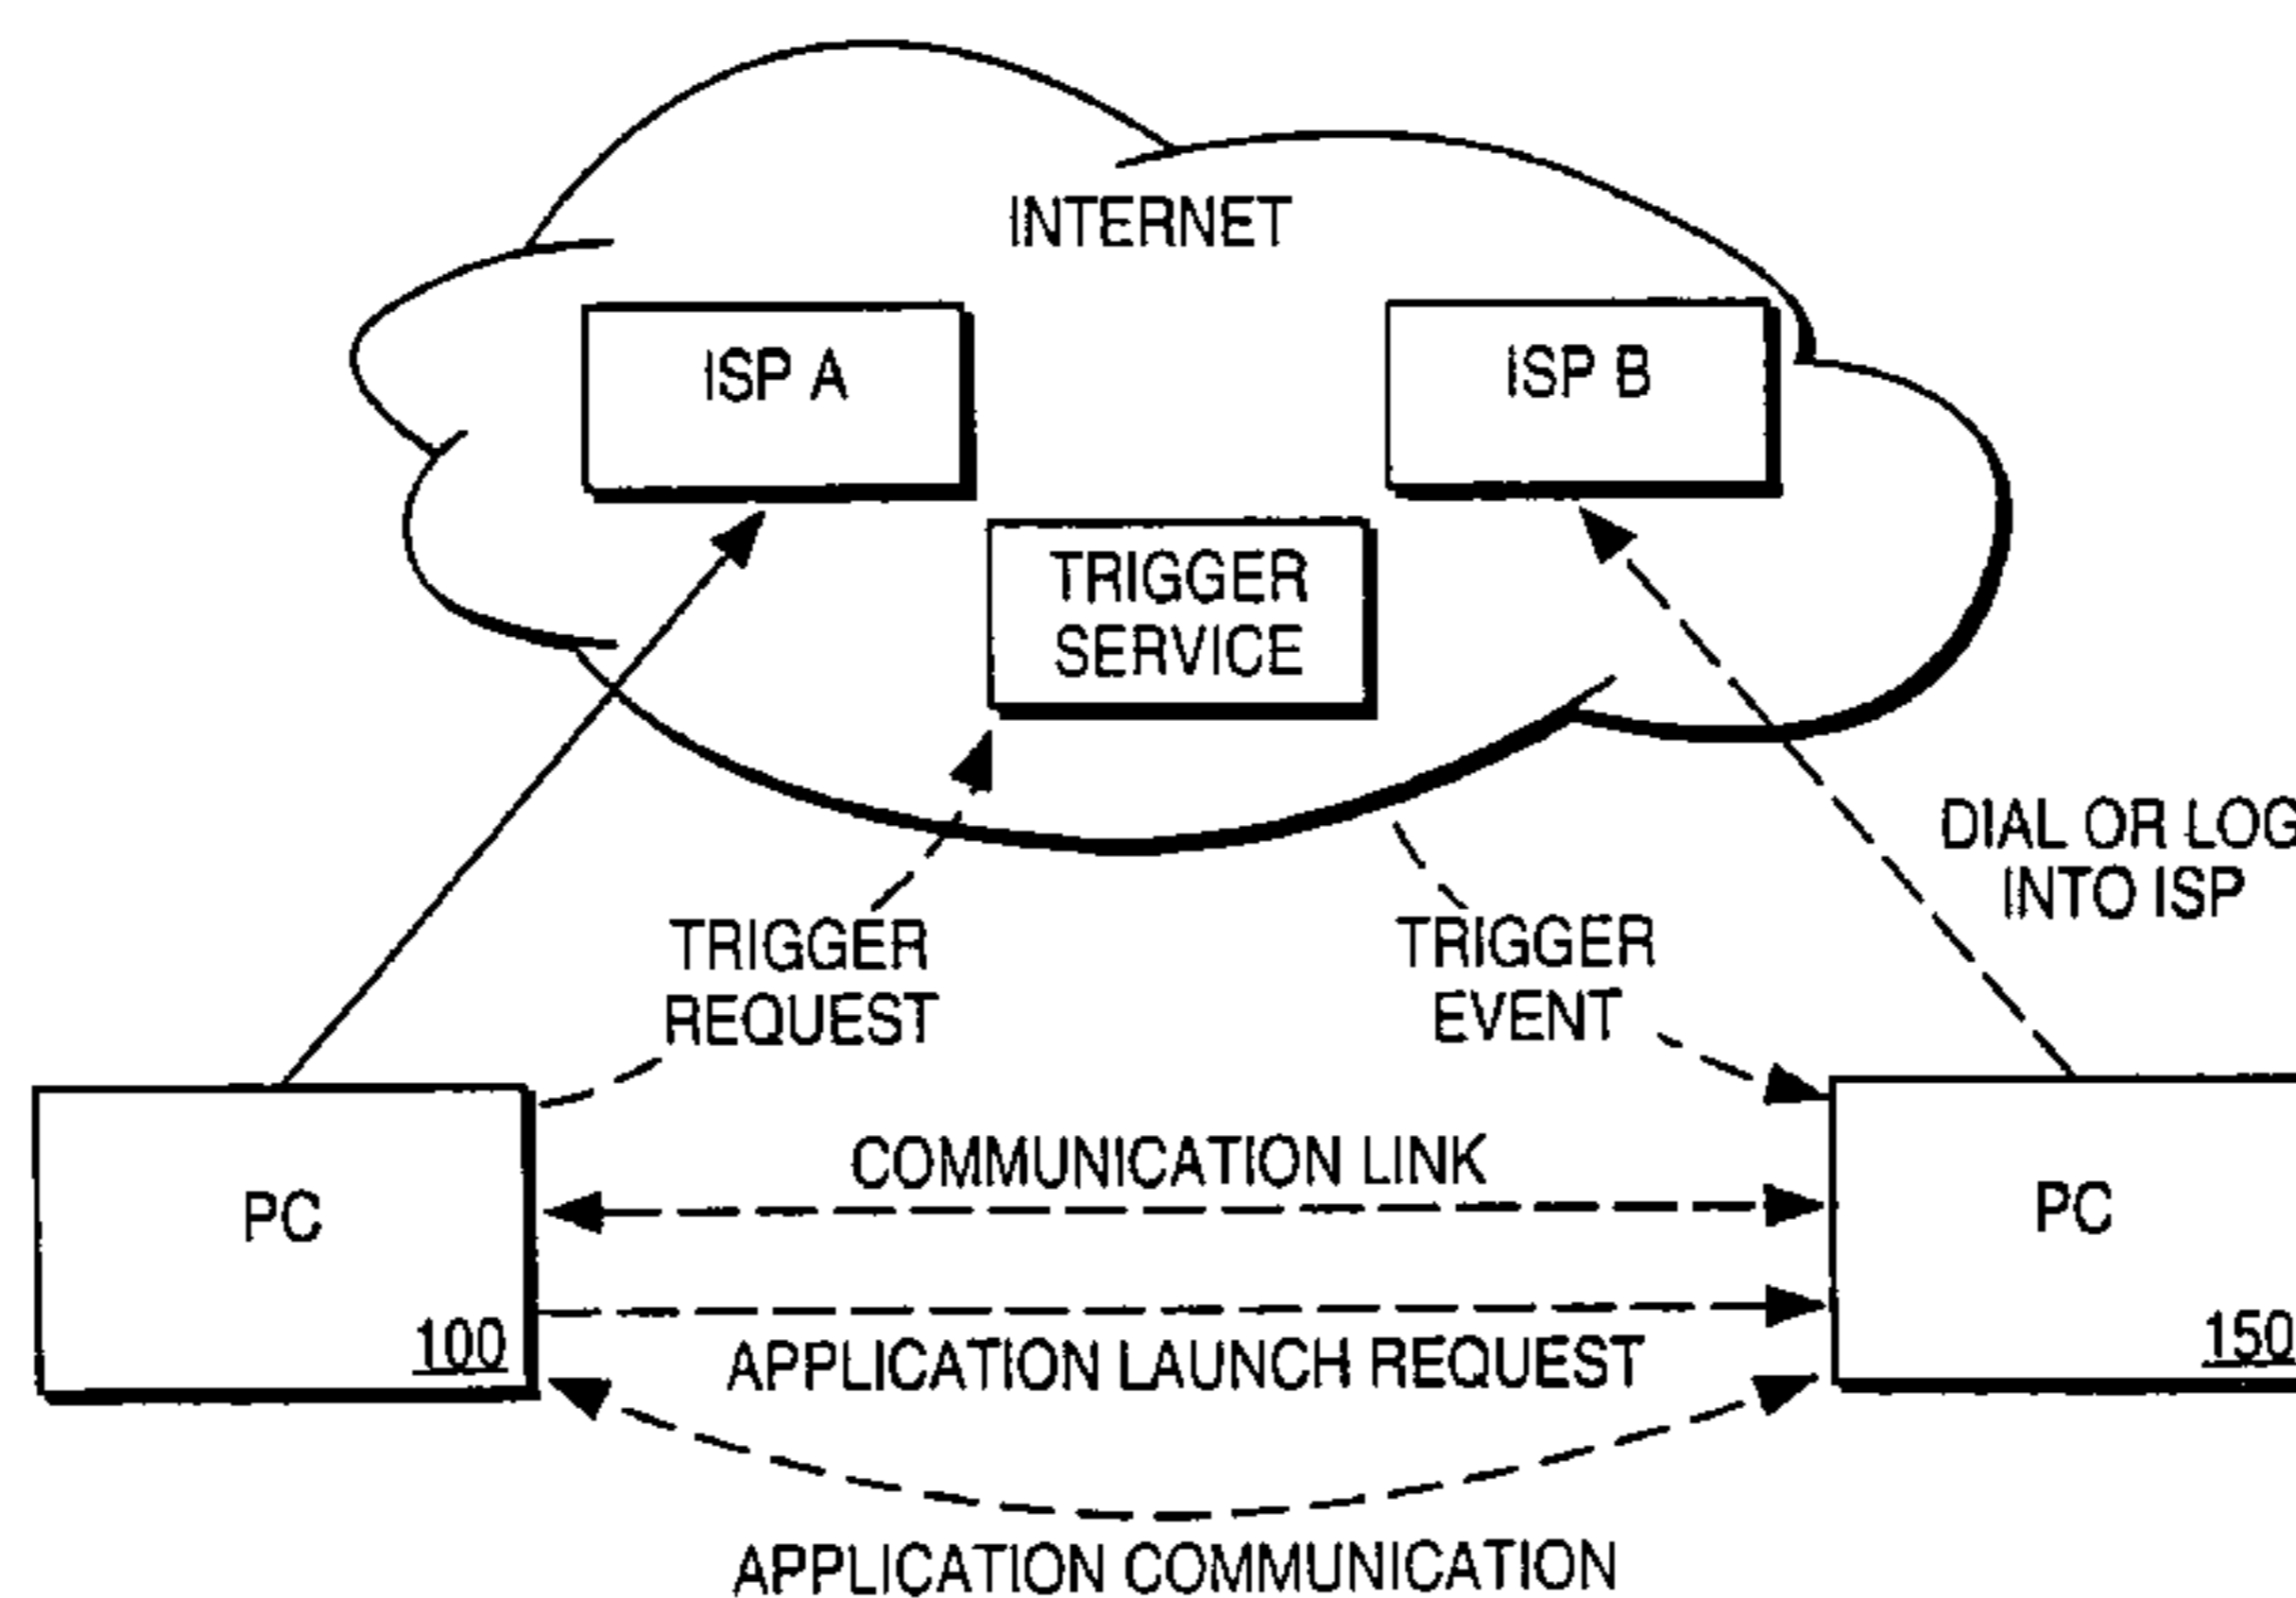 INTERNET
ISP A
ISP B
TRIGGER
SERVICE
DIAL OR LOG
INTO ISP
TRIGGER
REQUEST
TRIGGER
EVENT
COMMUNICATION LINK
PC
PC
100
150
APPLICATION LAUNCH REQUEST
APPLICATION COMMUNICATION